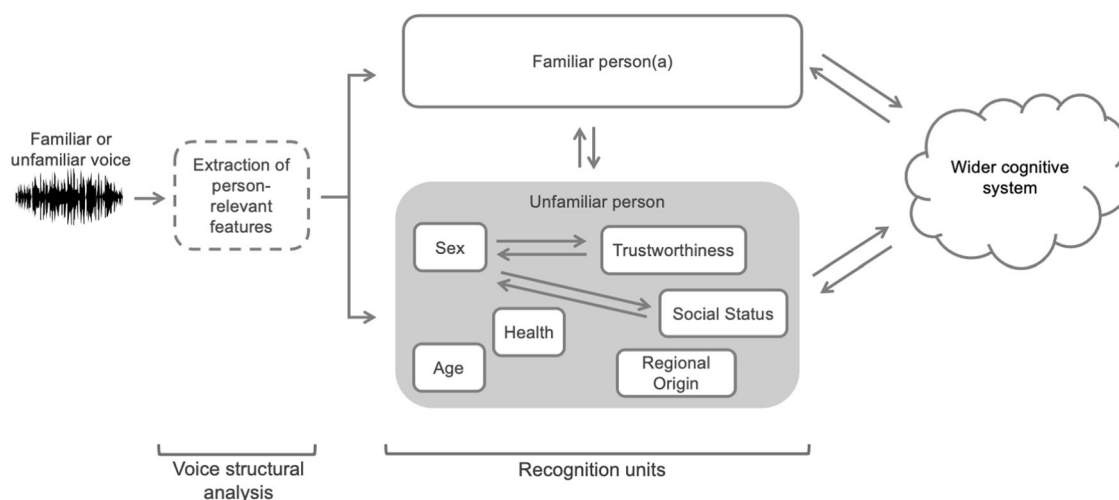 Familiar person(a)
Familiar or
unfamiliar voice
Extraction of
person-
relevant
features
Wider cognitive
system
Unfamiliar person
Sex
Trustworthiness
Social Status
Health
Age
Regional
Origin
Voice structural
analysis
Recognition units